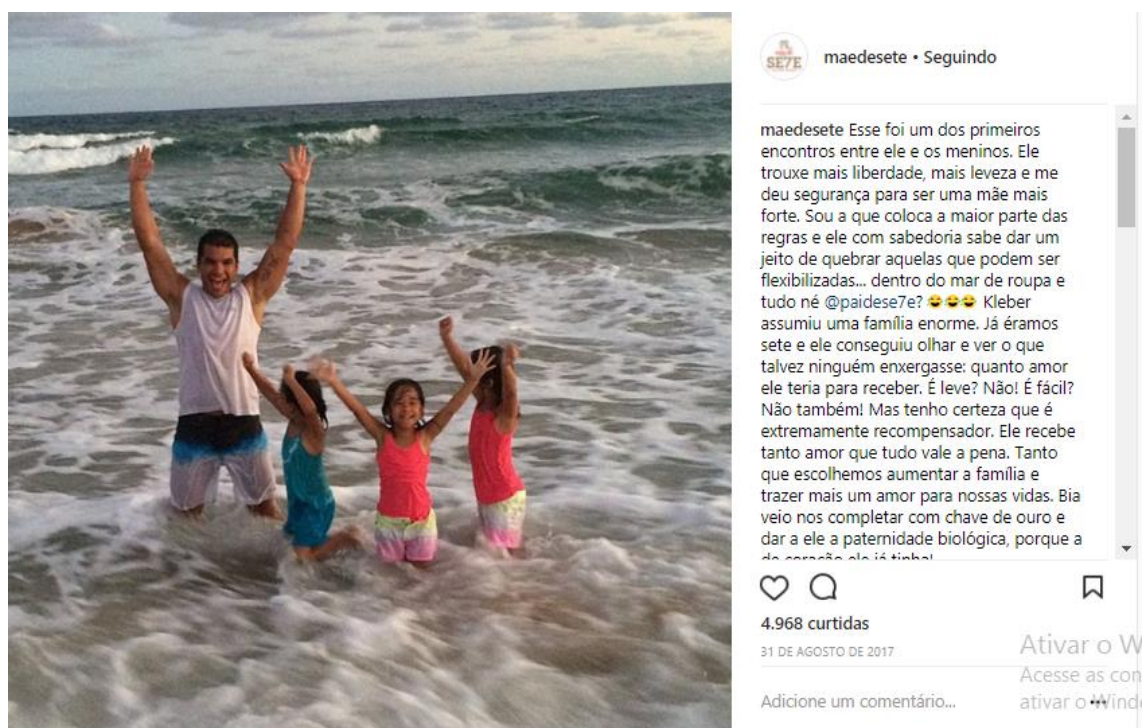 SE7E
maedesete • Seguindo
maedesete Esse foi um dos primeiros
encontros entre ele e os meninos. Ele
trouxe mais liberdade, mais leveza e me
deu segurança para ser uma mãe mais
forte. Sou a que coloca a maior parte das
regras e ele com sabedoria sabe dar um
jeito de quebrar aquelas que podem ser
flexibilizadas... dentro do mar de roupa e
tudo né @paidese7e? 😂😂😂 Kleber
assumiu uma família enorme. Já éramos
sete e ele conseguiu olhar e ver o que
talvez ninguém enxergasse: quanto amor
ele teria para receber. É leve? Não! É fácil?
Não também! Mas tenho certeza que é
extremamente recompensador. Ele recebe
tanto amor que tudo vale a pena. Tanto
que escolhemos aumentar a família e
trazer mais um amor para nossas vidas. Bia
veio nos completar com chave de ouro e
dar a ele a paternidade biológica, porque a
de coração ele já tinha!
4.968 curtidas
31 DE AGOSTO DE 2017
Adicione um comentário...
Ativar o W
Acesse as con
ativar o Wind